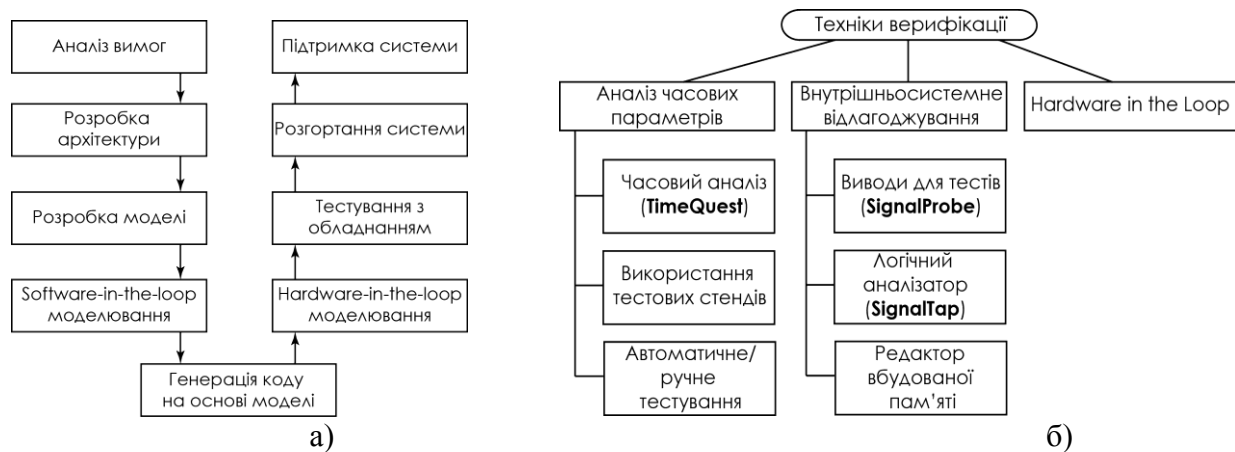 Аналіз вимог
Розробка
архітектури
Розробка моделі
Software-in-the-loop
моделювання
Генерація коду
на основі моделі
Hardware-in-the-loop
моделювання
Тестування з
обладнанням
Розгортання системи
Підтримка системи
а)
Техніки верифікації
Аналіз часових
параметрів
Часовий аналіз
(TimeQuest)
Використання
тестових стендів
Автоматичне/
ручне
тестування
Внутрішньосистемне
відлагоджування
Виводи для тестів
(SignalProbe)
Логічний
аналізатор
(SignalTap)
Редактор
вбудованої
пам’яті
Hardware in the Loop
б)